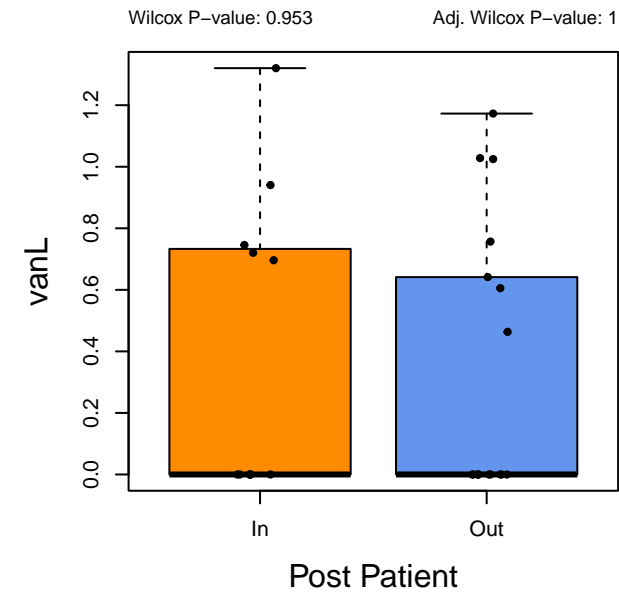 Wilcox P−value: 0.953
Adj. Wilcox P−value: 1
vanL
1.2
1.0
0.8
0.6
0.4
0.2
0.0
In
Out
Post Patient